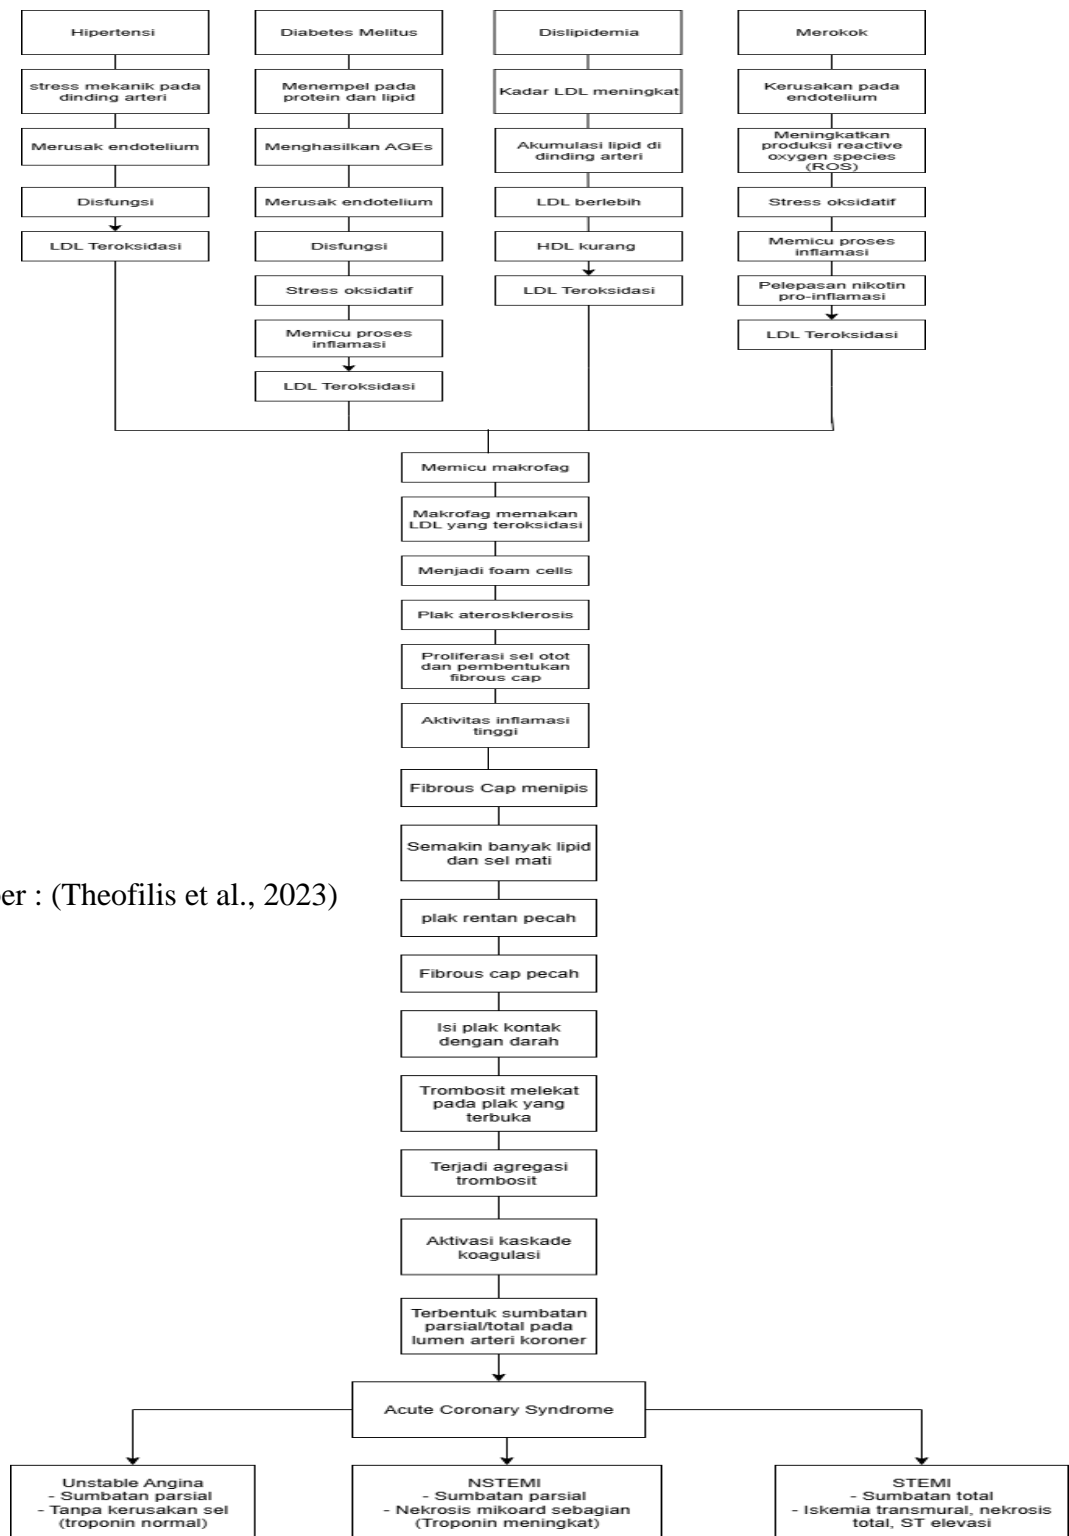 Hipertensi
stress mekanik pada
dinding arteri
Merusak endotelium
Disfungsi
LDL Teroksidasi
Diabetes Melitus
Menempel pada
protein dan lipid
Menghasilkan AGEs
Merusak endotelium
Disfungsi
Stress oksidatif
Memicu proses
inflamasi
LDL Teroksidasi
Dislipidemia
Kadar LDL meningkat
Akumulasi lipid di
dinding arteri
LDL berlebih
HDL kurang
LDL Teroksidasi
Merokok
Kerusakan pada
endotelium
Meningkatkan
produksi reactive
oxygen species
(ROS)
Stress oksidatif
Memicu proses
inflamasi
Pelepasan nikotin
pro-inflamasi
LDL Teroksidasi
Memicu makrofag
Makrofag memakan
LDL yang teroksidasi
Menjadi foam cells
Plak aterosklerosis
Proliferasi sel otot
dan pembentukan
fibrous cap
Aktivitas inflamasi
tinggi
Fibrous Cap menipis
Semakin banyak lipid
dan sel mati
er : (Theofilis et al., 2023)
plak rentan pecah
Fibrous cap pecah
Isi plak kontak
dengan darah
Trombosit melekat
pada plak yang
terbuka
Terjadi agregasi
trombosit
Aktivasi kaskade
koagulasi
Terbentuk sumbatan
parsial/total pada
lumen arteri koroner
Acute Coronary Syndrome
Unstable Angina
- Sumbatan parsial
- Tanpa kerusakan sel
(troponin normal)
NSTEMI
- Sumbatan parsial
- Nekrosis mikoard sebagian
(Troponin meningkat)
STEMI
- Sumbatan total
- Iskemia transmural, nekrosis
total, ST elevasi